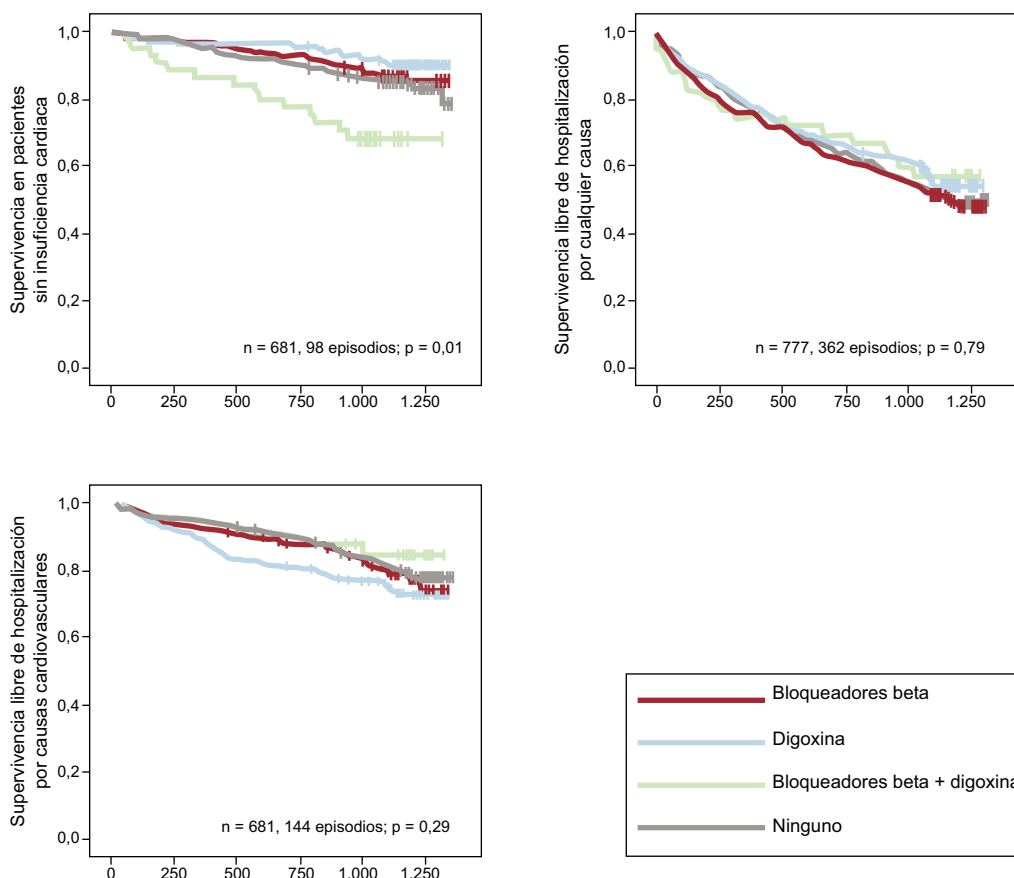 Supervivencia en pacientes
sin insuficiencia cardiaca
1,0
0,8
0,6
0,4
0,2
0,0
n = 681, 98 episodios; p = 0,01
0 250 500 750 1.000 1.250
Supervivencia libre de hospitalización
por cualquier causa
1,0
0,8
0,6
0,4
0,2
0,0
n = 777, 362 episodios; p = 0,79
0 250 500 750 1.000 1.250
Supervivencia libre de hospitalización
por causas cardiovasculares
1,0
0,8
0,6
0,4
0,2
0,0
n = 681, 144 episodios; p = 0,29
0 250 500 750 1.000 1.250
Bloqueadores beta
Digoxina
Bloqueadores beta + digoxina
Ninguno